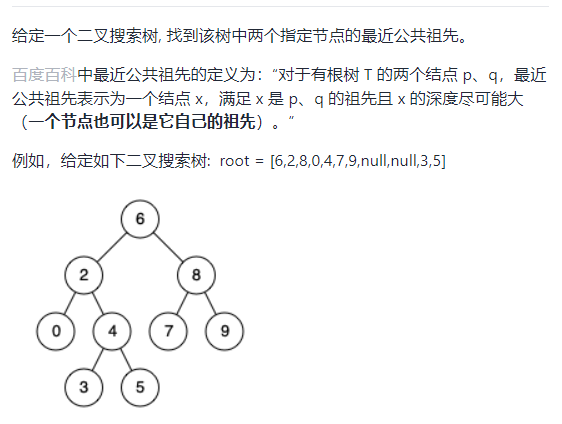 给定一个二叉搜索树, 找到该树中两个指定节点的最近公共祖先。
百度百科中最近公共祖先的定义为：“对于有根树 T 的两个结点 p、q，最近
公共祖先表示为一个结点 x，满足 x 是 p、q 的祖先且 x 的深度尽可能大
（一个节点也可以是它自己的祖先）。”
例如，给定如下二叉搜索树: root = [6,2,8,0,4,7,9,null,null,3,5]
6
2 8
0 4 7 9
3 5